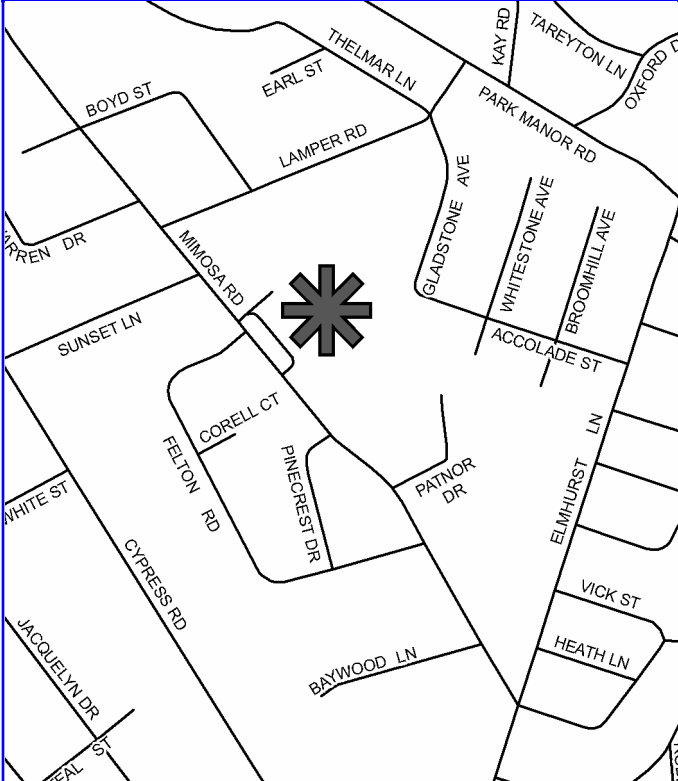 KAY RD
TAREYTON LN
OXFORD D
THELMAR LN
EARL ST
BOYD ST
PARK MANOR RD
LAMPER RD
GLADSTONE AVE
WHITESTONE AVE
BROOMHILL AVE
ARREN DR
MIMOSA RD
SUNSET LN
ACCOLADE ST
CORELL CT
FELTON RD
PINECREST DR
PATNOR
DR
ELMHURST LN
WHITE ST
CYPRESS RD
VICK ST
HEATH LN
BAYWOOD LN
JACQUELYN DR
EAL ST